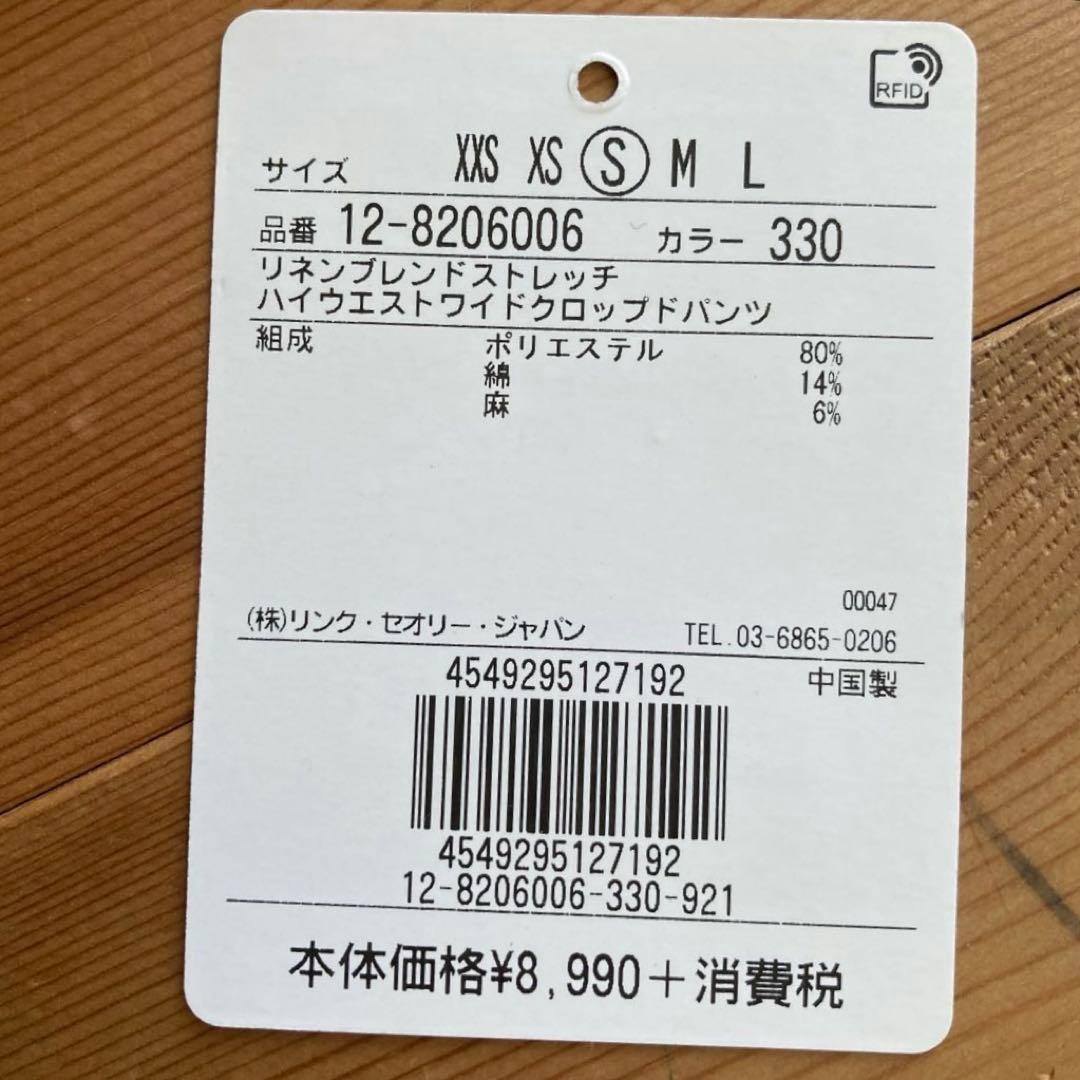 RFID
サイズ XXS XS S M L
品番 12-8206006 カラー 330
リネンブレンドストレッチ
ハイウエストワイドクロップドパンツ
組成 ポリエステル 80%
綿 14%
麻 6%
00047
(株)リンク・セオリー・ジャパン TEL.03-6865-0206
4549295127192 中国製
4549295127192
12-8206006-330-921
本体価格¥8,990+消費税